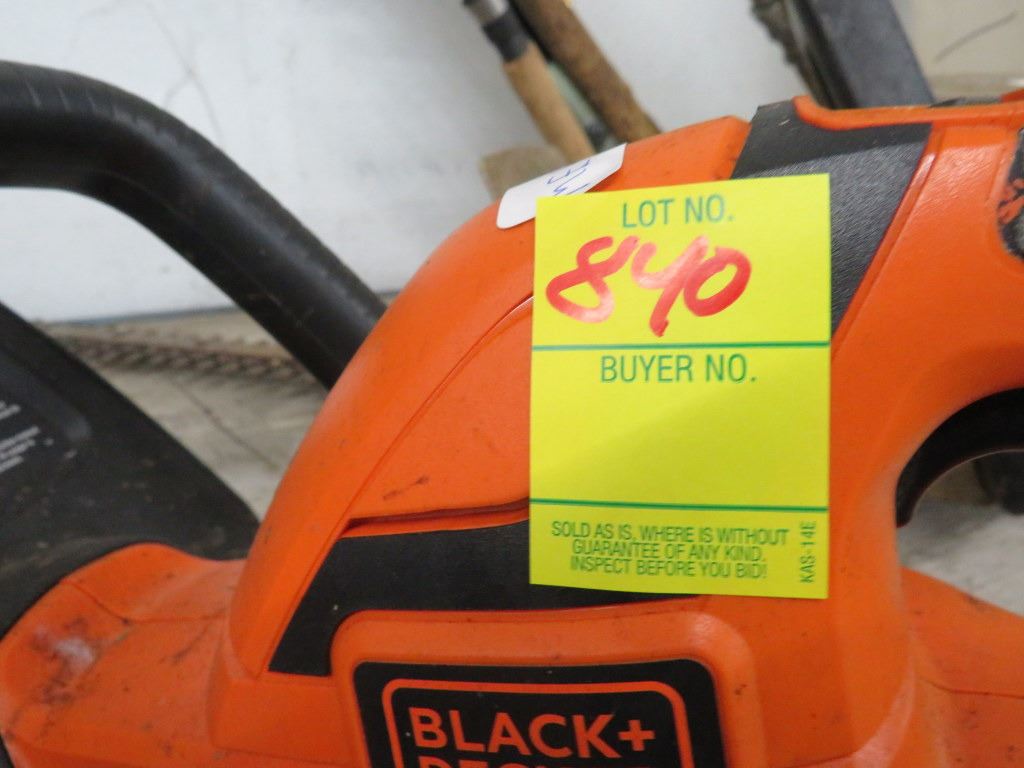 LOT NO.
840
BUYER NO.
SOLD AS IS, WHERE IS WITHOUT
GUARANTEE OF ANY KIND.
INSPECT BEFORE YOU BID!
KAS-14E
BLACK+